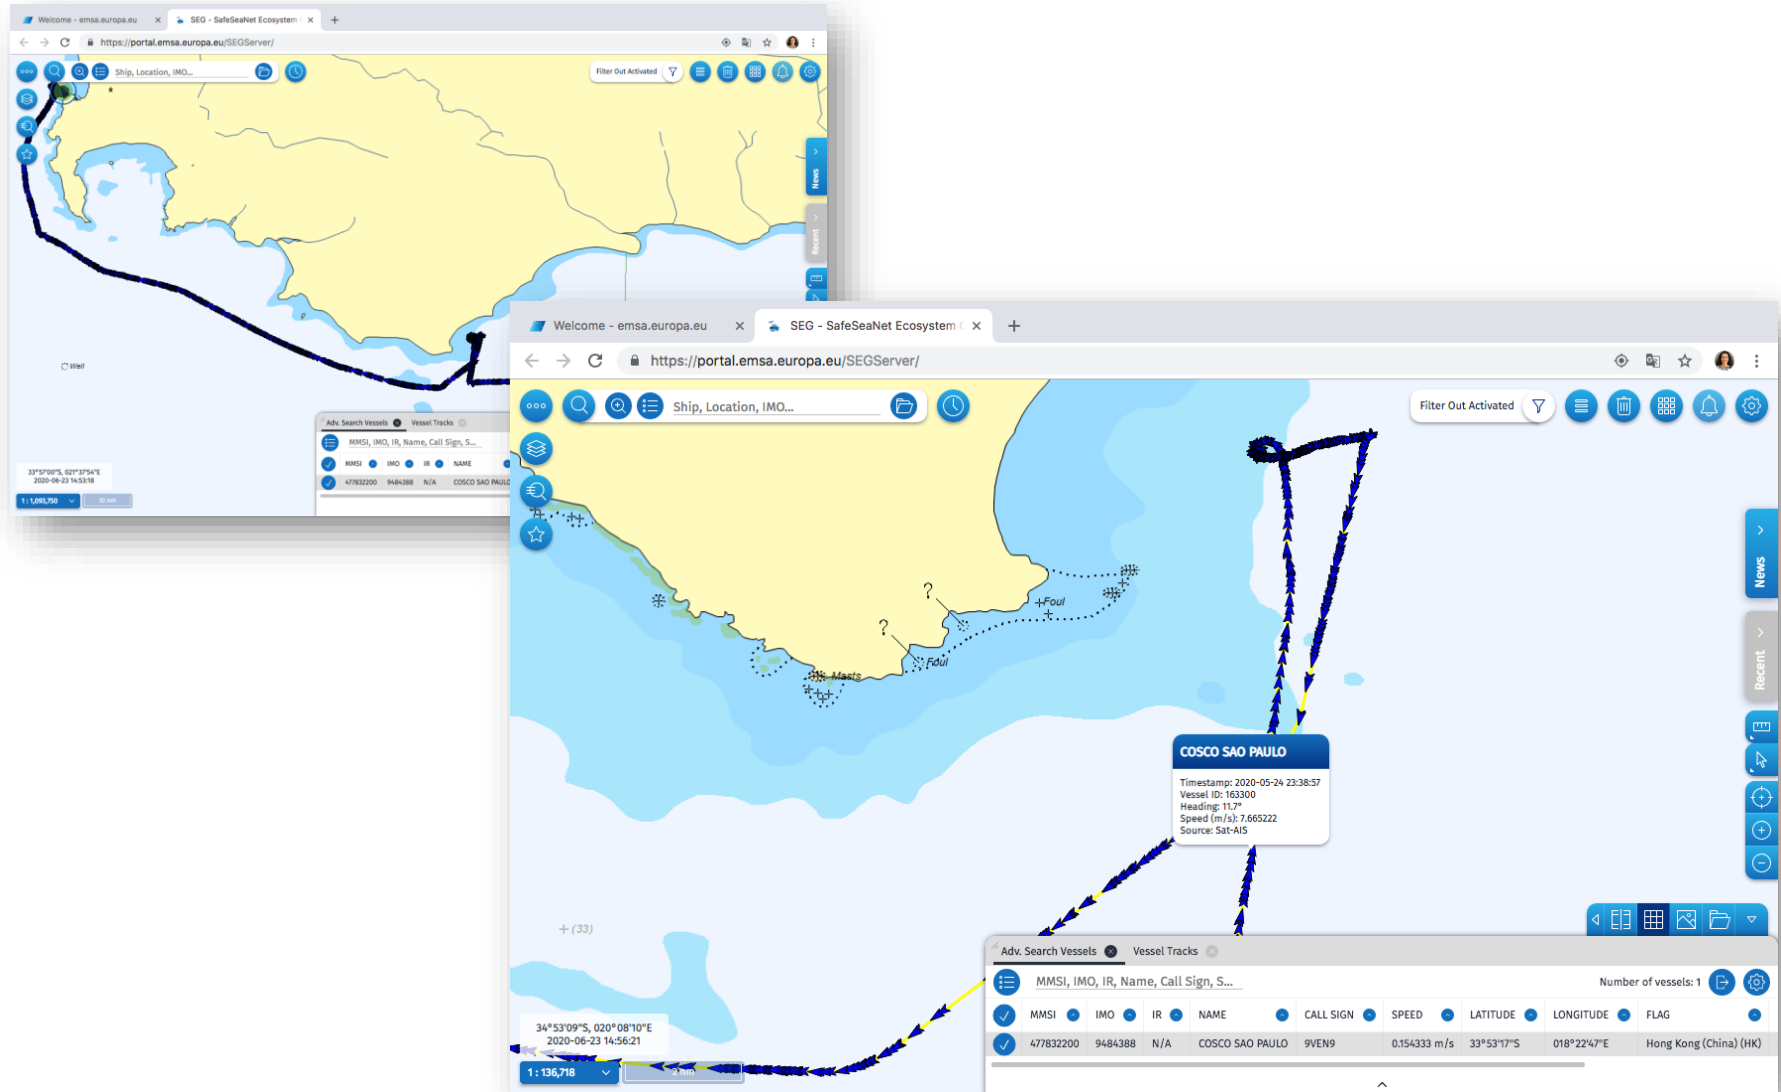 Welcome - emsa.europa.eu
SEG - SafeSeaNet Ecosystem
https://portal.emsa.europa.eu/SEGServer/
Ship, Location, IMO...
Filter Out Activated
News
Recent
Well
Adv. Search Vessels
Vessel Tracks
MMSI, IMO, IR, Name, Call Sign, S...
MMSI IMO IR NAME
477832200 9484388 N/A COSCO SAO PAULO
33°57'00"S, 021°37'54"E
2020-06-23 14:53:18
1 : 1,093,750
10 nm
Welcome - emsa.europa.eu
SEG - SafeSeaNet Ecosystem
https://portal.emsa.europa.eu/SEGServer/
Ship, Location, IMO...
Filter Out Activated
News
Recent
?
Foul
?
Foul
Masts
COSCO SAO PAULO
Timestamp: 2020-05-24 23:38:57
Vessel ID: 163300
Heading: 11.7°
Speed (m/s): 7.665222
Source: Sat-AIS
(33)
Adv. Search Vessels
Vessel Tracks
MMSI, IMO, IR, Name, Call Sign, S...
Number of vessels: 1
MMSI IMO IR NAME CALL SIGN SPEED LATITUDE LONGITUDE FLAG
477832200 9484388 N/A COSCO SAO PAULO 9VEN9 0.154333 m/s 33°53'17"S 018°22'47"E Hong Kong (China) (HK)
34°53'09"S, 020°08'10"E
2020-06-23 14:56:21
1 : 136,718
2 nm